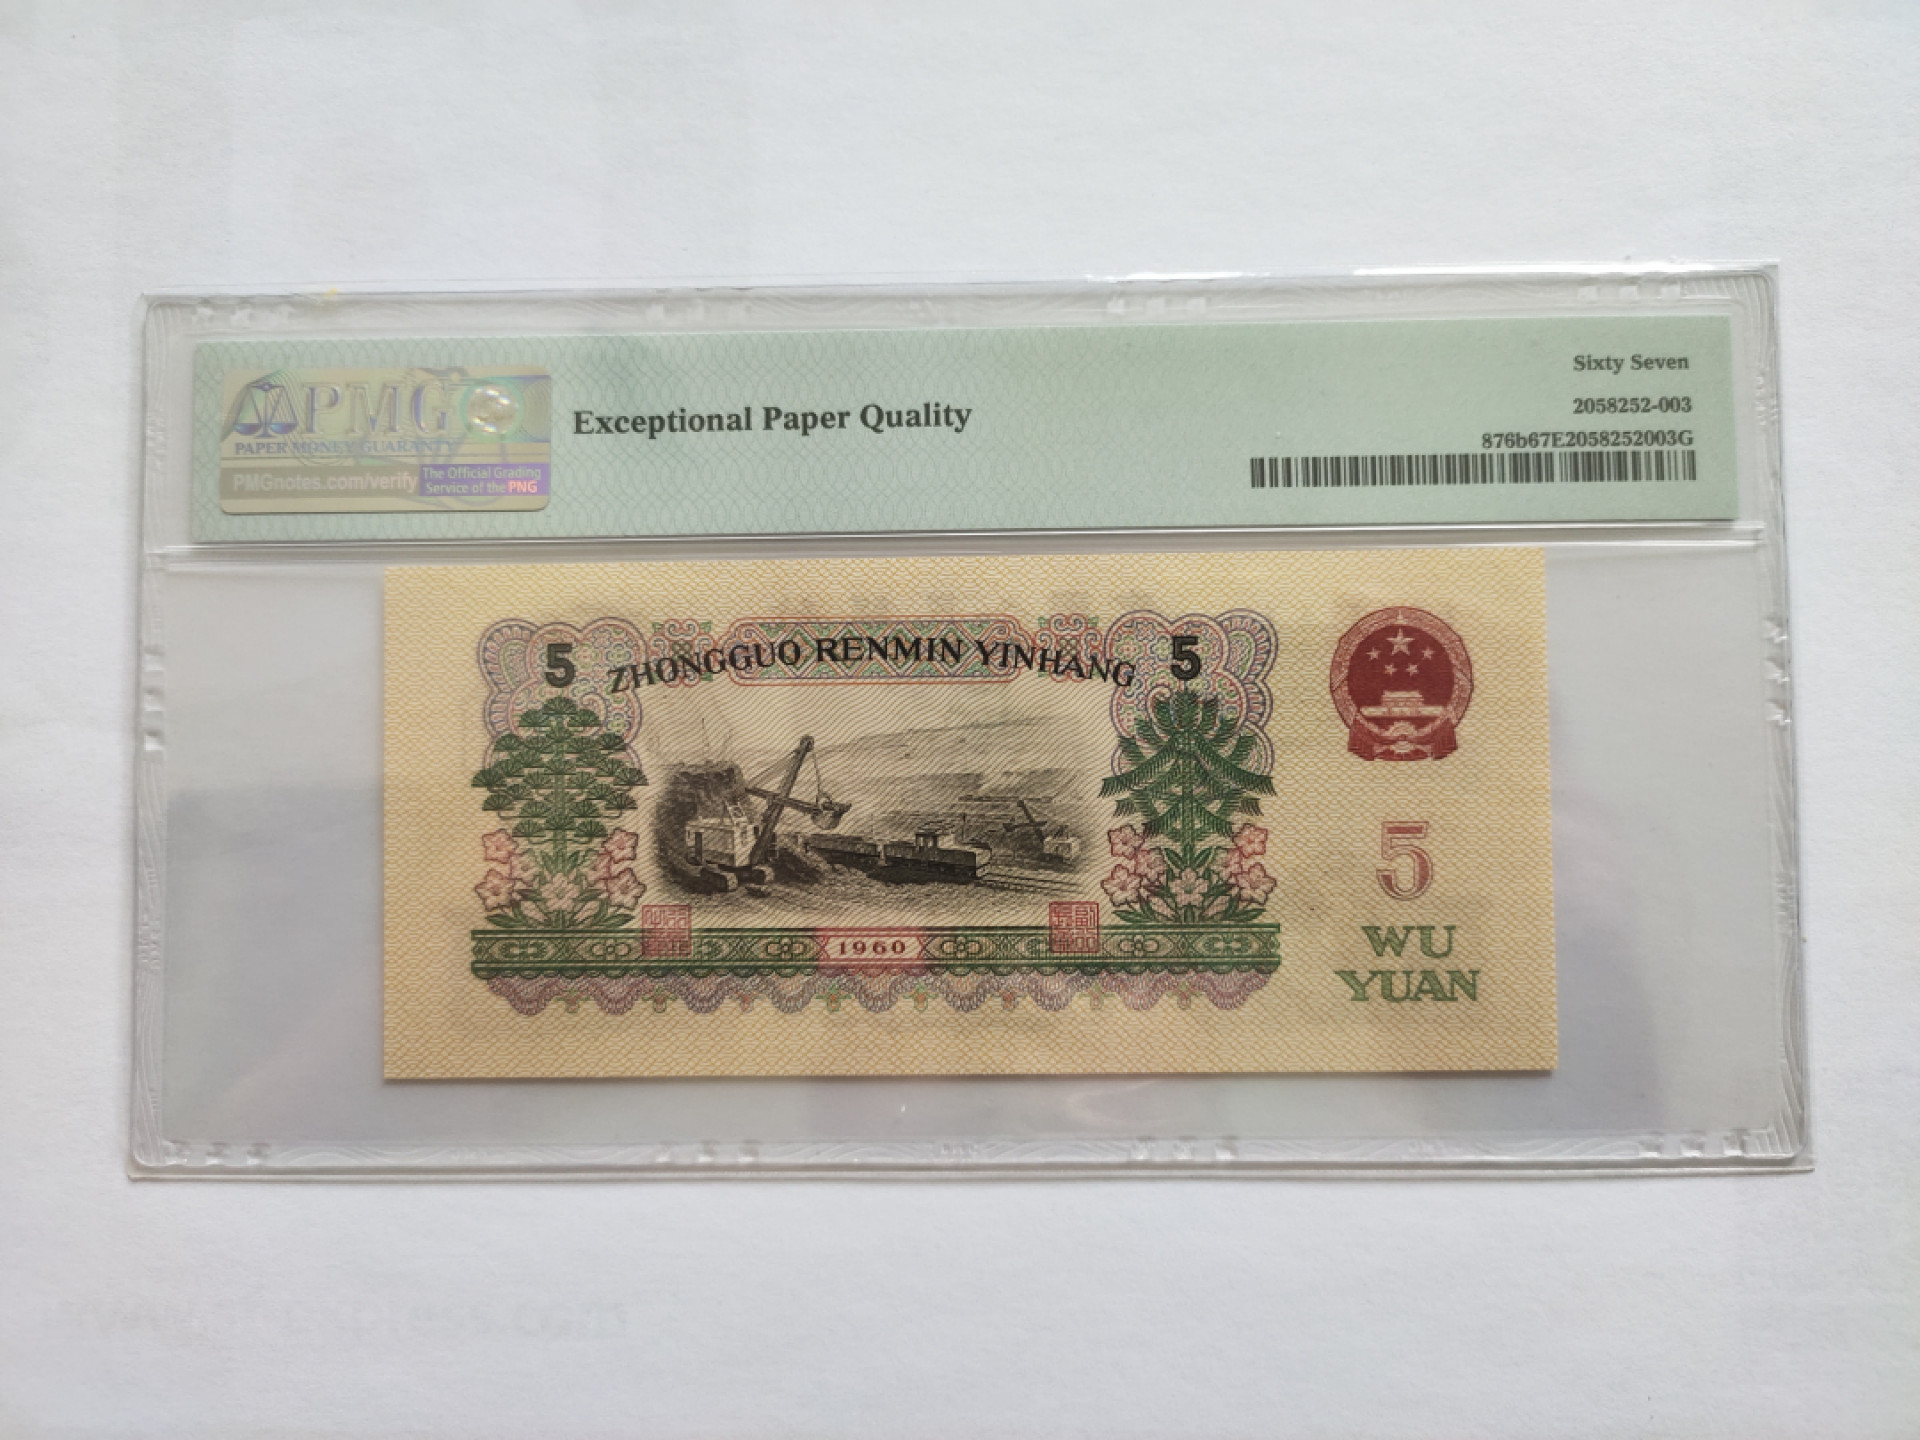 PMG
PAPER MONEY GUARANTY
PMGnotes.com/verify
The Official Grading
Service of the PNG
Exceptional Paper Quality
Sixty Seven
2058252-003
876b67E2058252003G
5 ZHONGGUO RENMIN YINHANG 5
1960
5
WU
YUAN